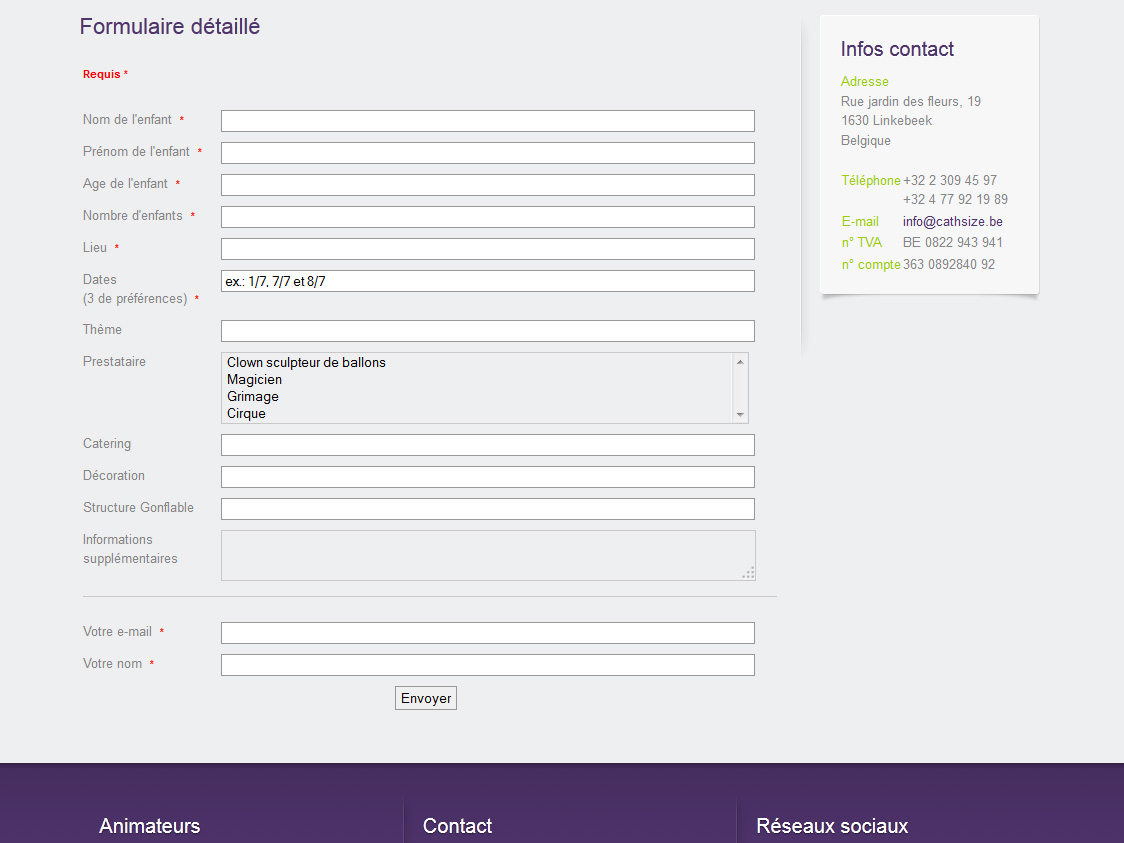 Formulaire détaillé
Requis *
Nom de l'enfant *
Prénom de l'enfant *
Age de l'enfant *
Nombre d'enfants *
Lieu *
Dates
(3 de préférences) *
ex.: 1/7, 7/7 et 8/7
Thème
Prestataire
Clown sculpteur de ballons
Magicien
Grimage
Cirque
Catering
Décoration
Structure Gonflable
Informations
supplémentaires
Votre e-mail *
Votre nom *
Envoyer
Infos contact
Adresse
Rue jardin des fleurs, 19
1630 Linkebeek
Belgique
Téléphone +32 2 309 45 97
+32 4 77 92 19 89
E-mail info@cathsize.be
n° TVA BE 0822 943 941
n° compte 363 0892840 92
Animateurs
Contact
Réseaux sociaux